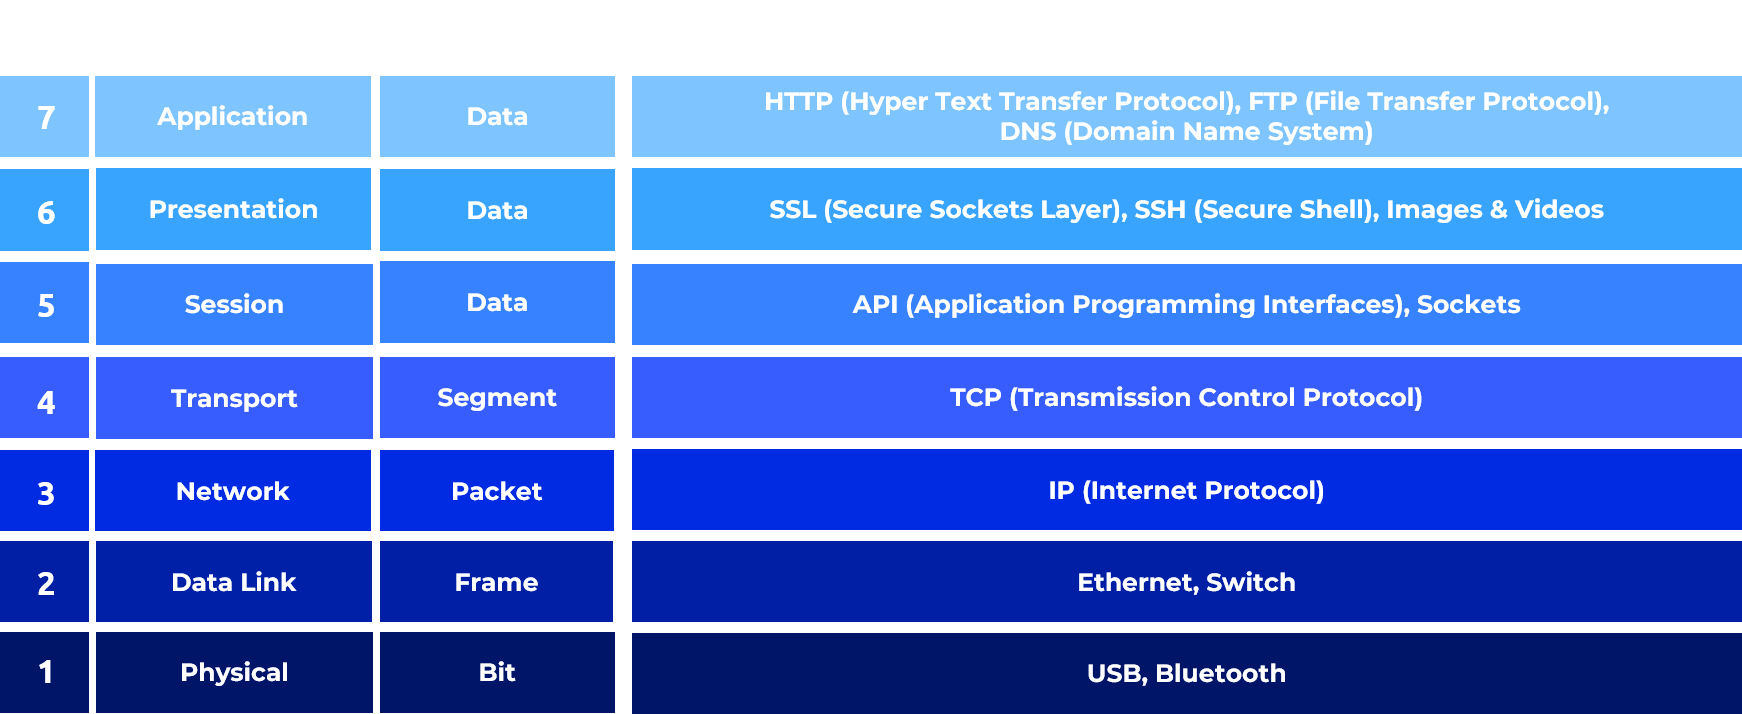 7 Application Data HTTP (Hyper Text Transfer Protocol), FTP (File Transfer Protocol),
DNS (Domain Name System)
6 Presentation Data SSL (Secure Sockets Layer), SSH (Secure Shell), Images & Videos
5 Session Data API (Application Programming Interfaces), Sockets
4 Transport Segment TCP (Transmission Control Protocol)
3 Network Packet IP (Internet Protocol)
2 Data Link Frame Ethernet, Switch
1 Physical Bit USB, Bluetooth